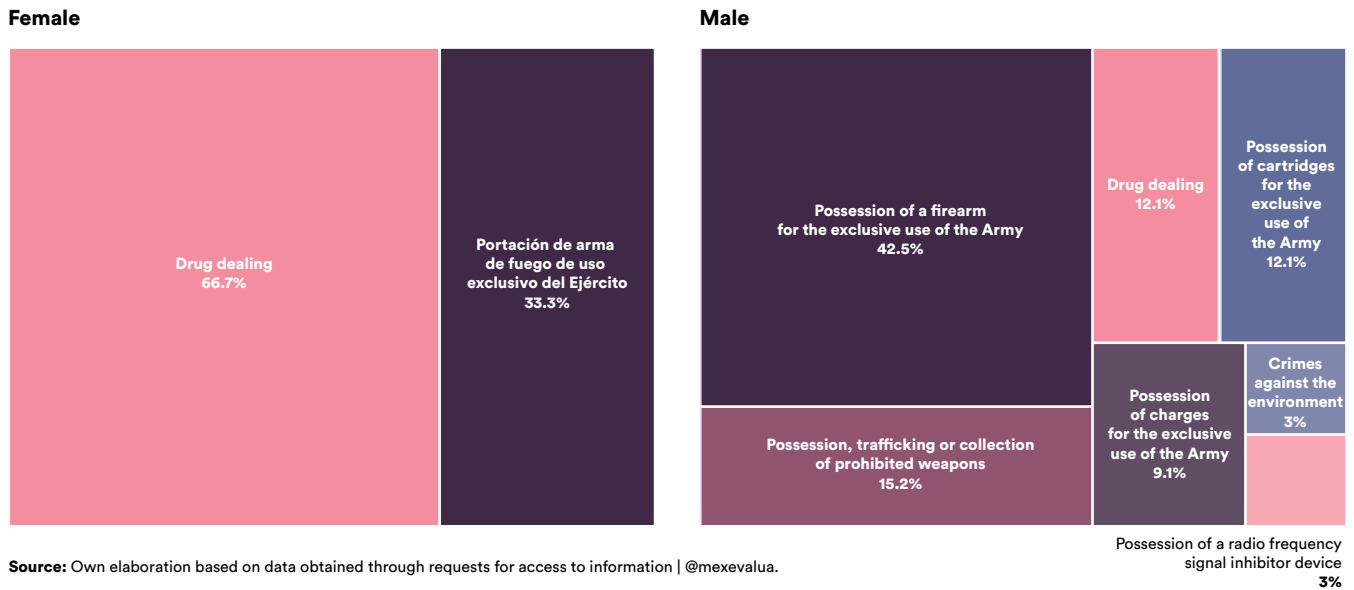 Female
Male
Drug dealing
66.7%
Portación de arma
de fuego de uso
exclusivo del Ejército
33.3%
Possession of a firearm
for the exclusive use of the Army
42.5%
Possession, trafficking or collection
of prohibited weapons
15.2%
Drug dealing
12.1%
Possession
of cartridges
for the
exclusive
use of
the Army
12.1%
Possession
of charges
for the exclusive
use of the Army
9.1%
Crimes
against the
environment
3%
Possession of a radio frequency
signal inhibitor device
3%
Source: Own elaboration based on data obtained through requests for access to information | @mexevalua.